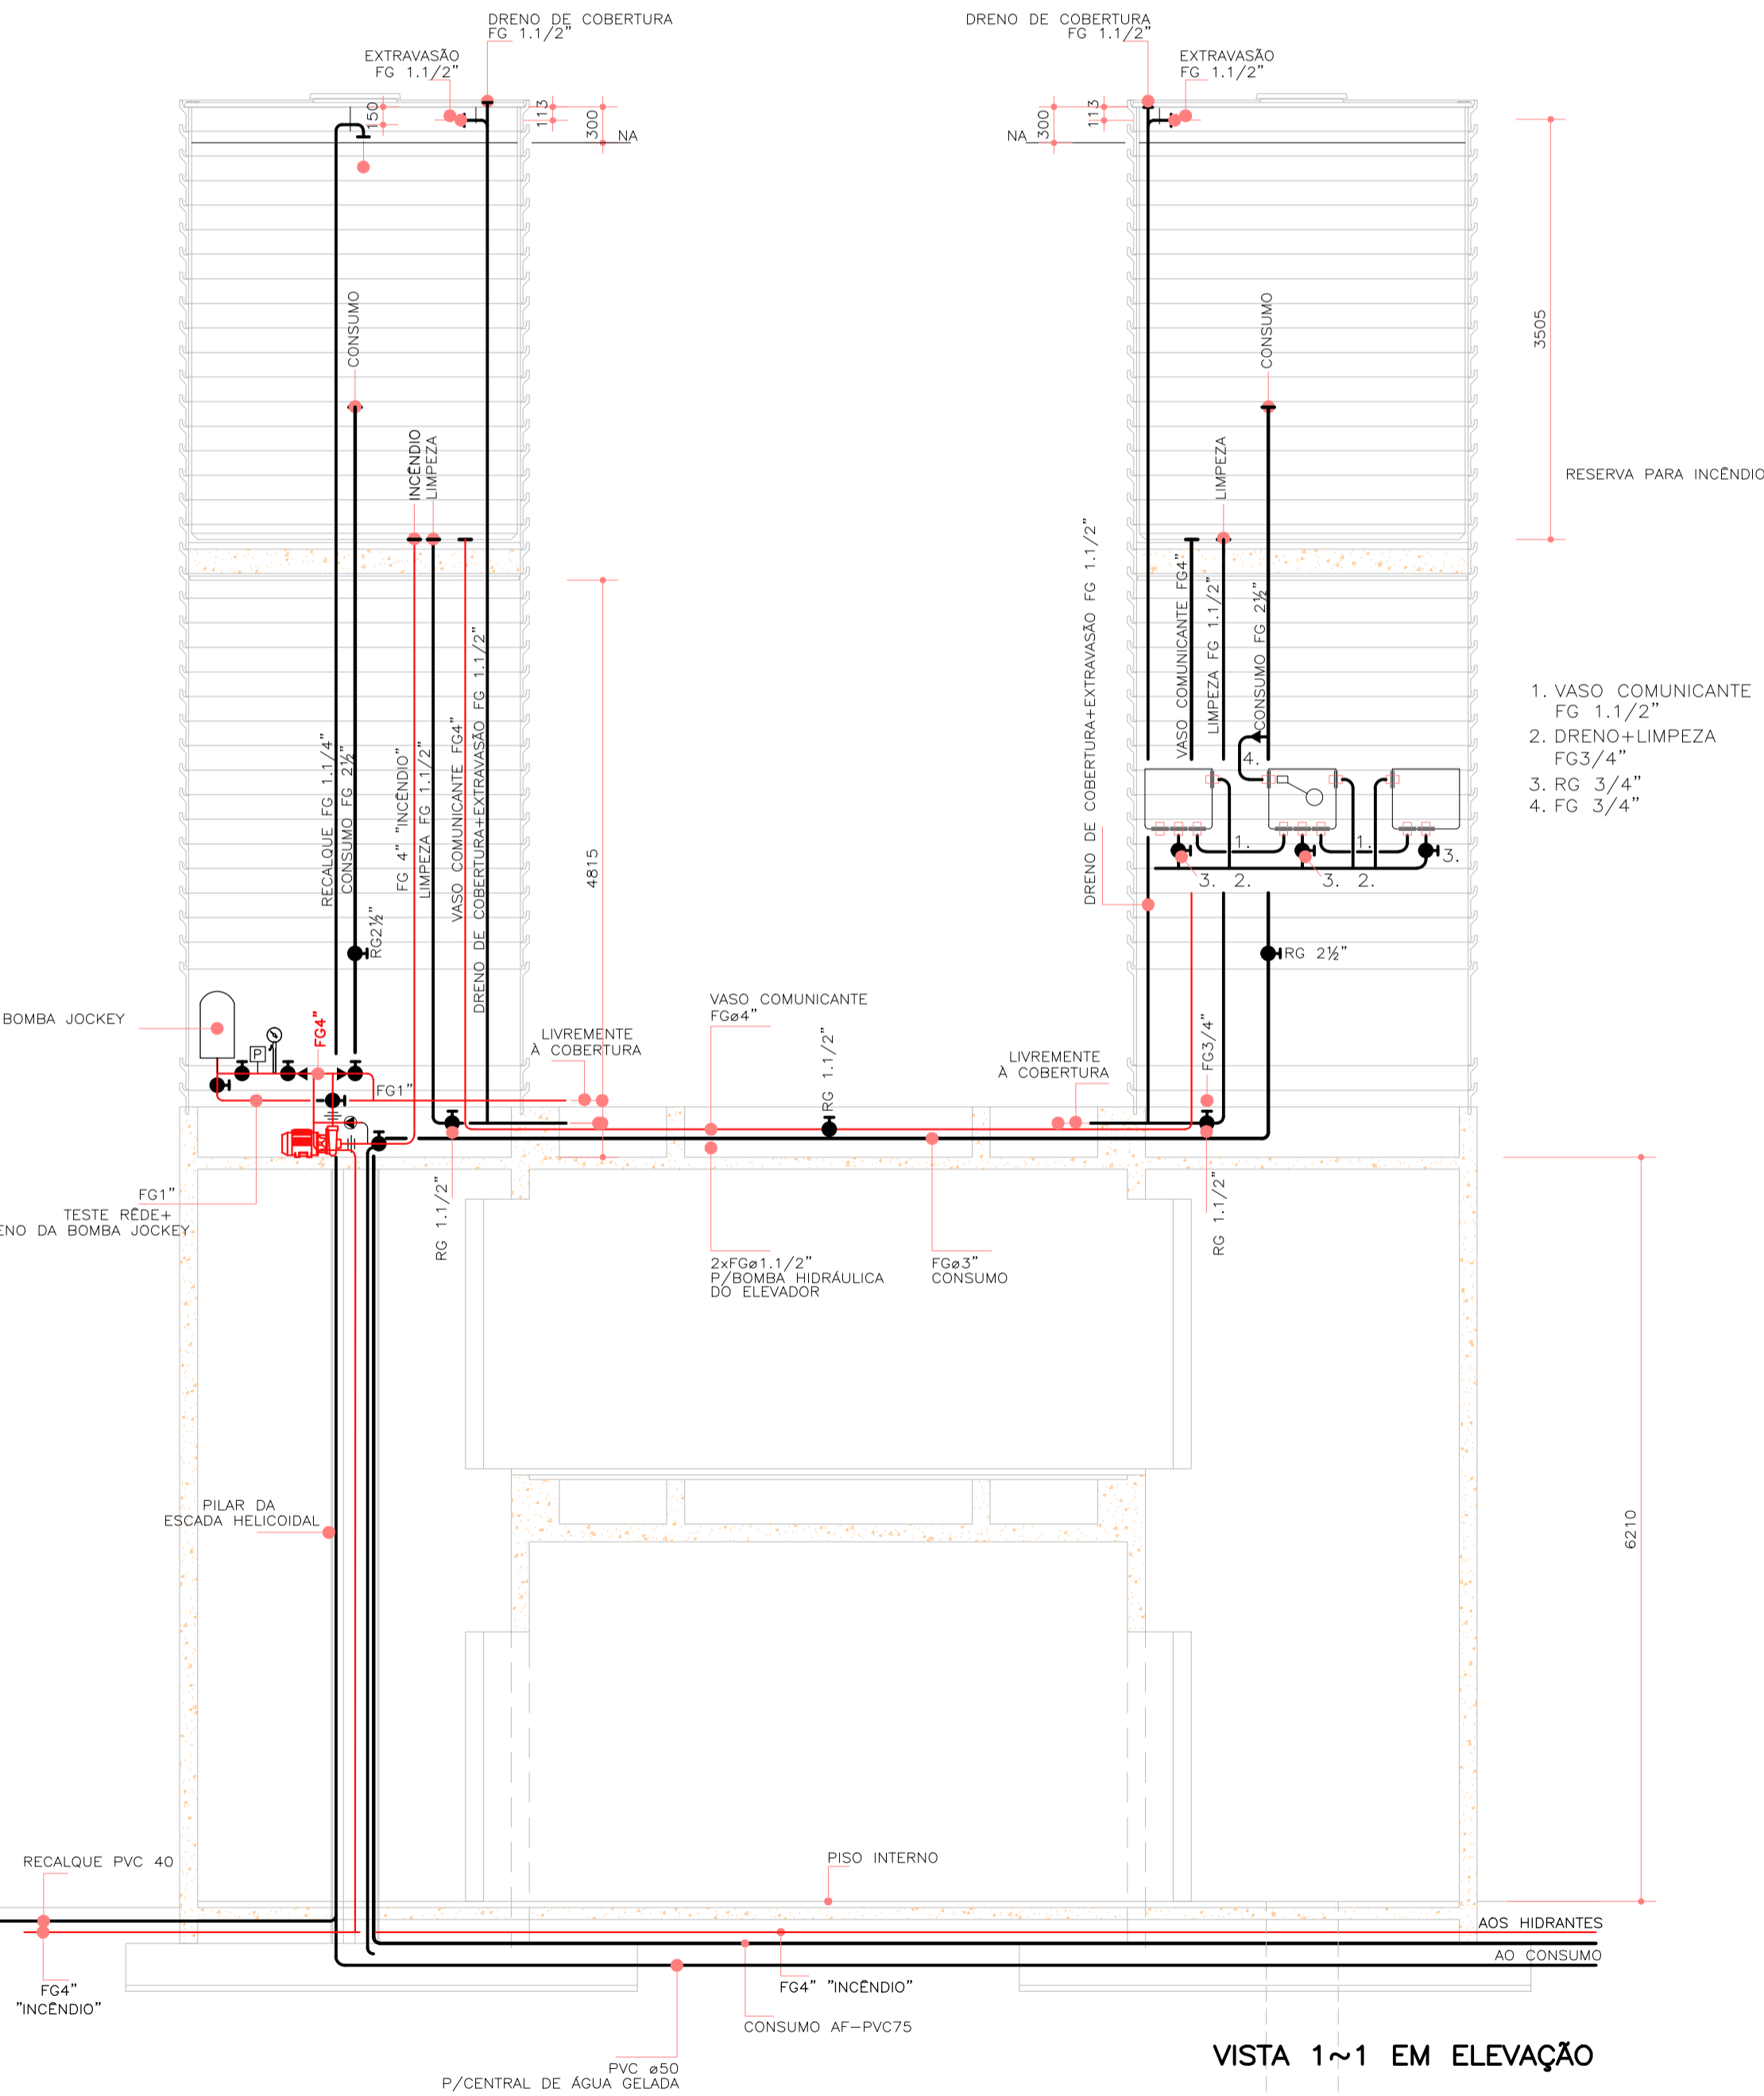 DRENO DE COBERTURA
FG 1.1/2"
DRENO DE COBERTURA
FG 1.1/2"
EXTRAVASÃO
FG 1.1/2"
EXTRAVASÃO
FG 1.1/2"
150
113
300
NA
NA
300
113
CONSUMO
CONSUMO
3505
INCÊNDIO
LIMPEZA
LIMPEZA
RESERVA PARA INCÊNDIO
RECALQUE FG 1.1/4"
CONSUMO FG 2½"
RG2½"
FG 4" "INCÊNDIO"
LIMPEZA FG 1.1/2"
VASO COMUNICANTE FG4"
DRENO DE COBERTURA+EXTRAVASÃO FG 1.1/2"
4815
DRENO DE COBERTURA+EXTRAVASÃO FG 1.1/2"
VASO COMUNICANTE FG4"
LIMPEZA FG 1.1/2"
CONSUMO FG 2½"
4.
1.
1.
3.
3.
2.
3.
2.
1. VASO COMUNICANTE
FG 1.1/2"
2. DRENO+LIMPEZA
FG3/4"
3. RG 3/4"
4. FG 3/4"
RG 2½"
BOMBA JOCKEY
P
FG4"
FG1"
LIVREMENTE
À COBERTURA
VASO COMUNICANTE
FGø4"
RG 1.1/2"
LIVREMENTE
À COBERTURA
FG3/4"
FG1"
TESTE RÊDE+
ENO DA BOMBA JOCKEY
RG 1.1/2"
2xFGø1.1/2"
P/BOMBA HIDRÁULICA
DO ELEVADOR
FGø3"
CONSUMO
RG 1.1/2"
PILAR DA
ESCADA HELICOIDAL
6210
RECALQUE PVC 40
PISO INTERNO
AOS HIDRANTES
AO CONSUMO
FG4"
"INCÊNDIO"
FG4" "INCÊNDIO"
CONSUMO AF-PVC75
PVC ø50
P/CENTRAL DE ÁGUA GELADA
VISTA 1~1 EM ELEVAÇÃO